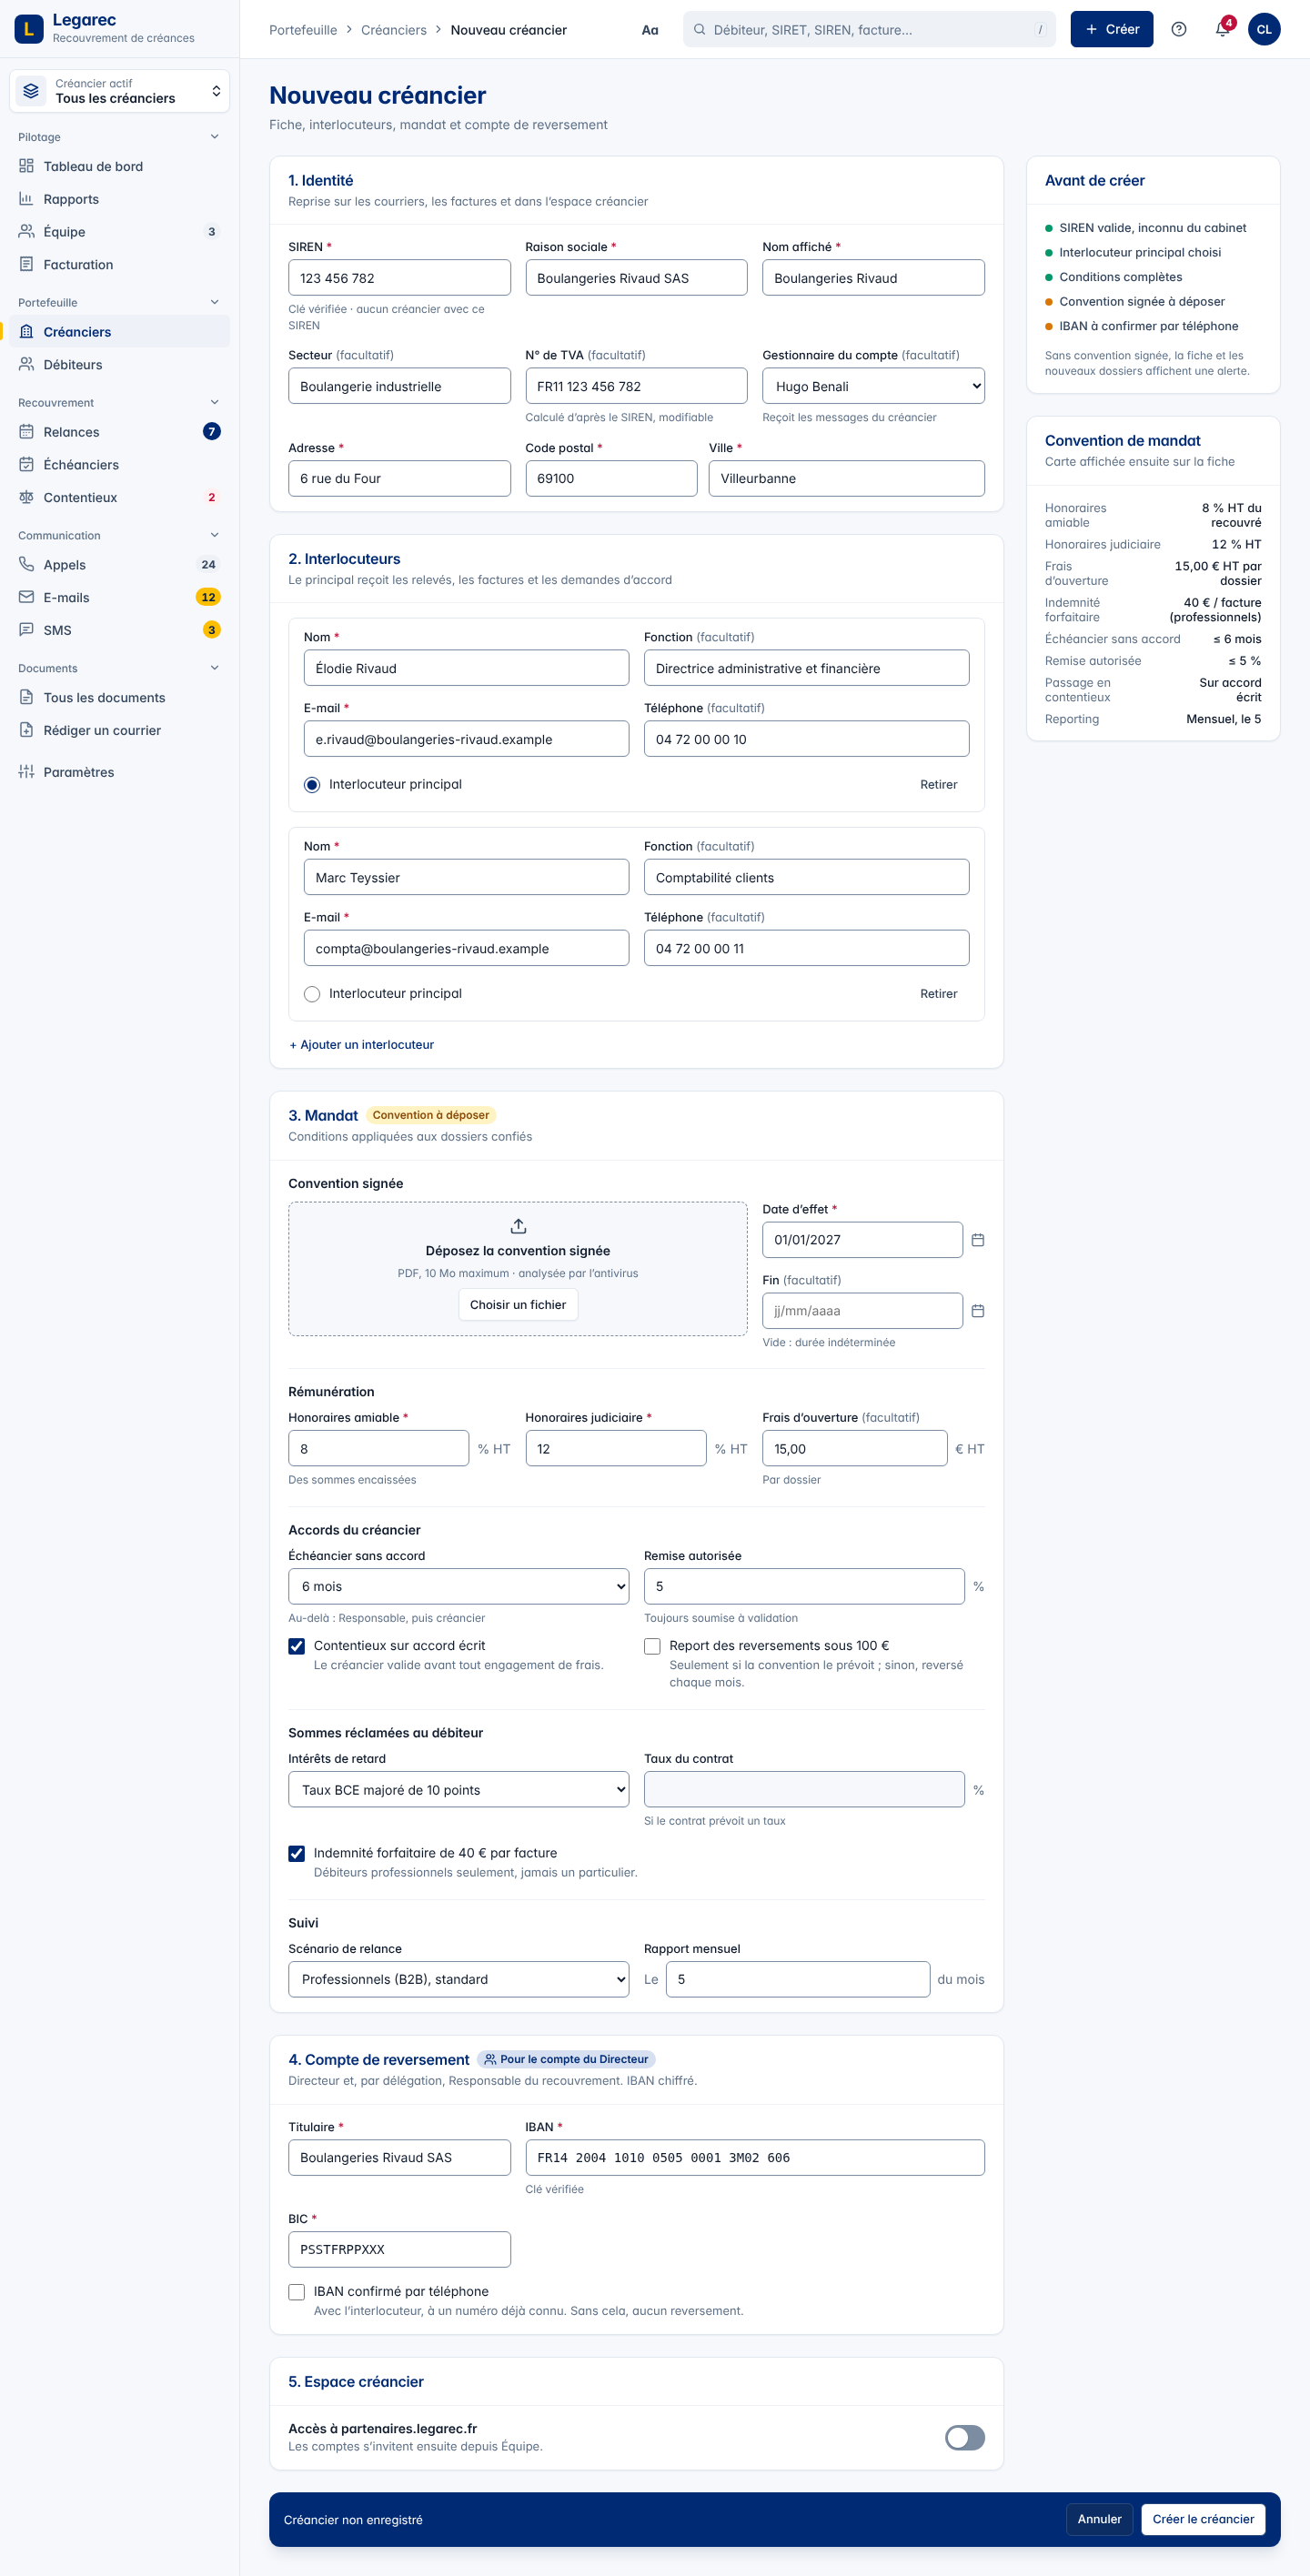 L
Legarec
Recouvrement de créances
Portefeuille > Créanciers > Nouveau créancier
Aa
Débiteur, SIRET, SIREN, facture...
/
+ Créer
4
CL
Créancier actif
Tous les créanciers
Pilotage
Tableau de bord
Rapports
Équipe 3
Facturation
Portefeuille
Créanciers
Débiteurs
Recouvrement
Relances 7
Échéanciers
Contentieux 2
Communication
Appels 24
E-mails 12
SMS 3
Documents
Tous les documents
Rédiger un courrier
Paramètres
Nouveau créancier
Fiche, interlocuteurs, mandat et compte de reversement
1. Identité
Reprise sur les courriers, les factures et dans l’espace créancier
SIREN * Raison sociale * Nom affiché *
123 456 782 Boulangeries Rivaud SAS Boulangeries Rivaud
Clé vérifiée · aucun créancier avec ce
SIREN
Secteur (facultatif) N° de TVA (facultatif) Gestionnaire du compte (facultatif)
Boulangerie industrielle FR11 123 456 782 Hugo Benali
Calculé d’après le SIREN, modifiable Reçoit les messages du créancier
Adresse * Code postal * Ville *
6 rue du Four 69100 Villeurbanne
2. Interlocuteurs
Le principal reçoit les relevés, les factures et les demandes d’accord
Nom * Fonction (facultatif)
Élodie Rivaud Directrice administrative et financière
E-mail * Téléphone (facultatif)
e.rivaud@boulangeries-rivaud.example 04 72 00 00 10
Interlocuteur principal Retirer
Nom * Fonction (facultatif)
Marc Teyssier Comptabilité clients
E-mail * Téléphone (facultatif)
compta@boulangeries-rivaud.example 04 72 00 00 11
Interlocuteur principal Retirer
+ Ajouter un interlocuteur
3. Mandat Convention à déposer
Conditions appliquées aux dossiers confiés
Convention signée
Déposez la convention signée
PDF, 10 Mo maximum · analysée par l’antivirus
Choisir un fichier
Date d’effet *
01/01/2027
Fin (facultatif)
jj/mm/aaaa
Vide : durée indéterminée
Rémunération
Honoraires amiable * Honoraires judiciaire * Frais d’ouverture (facultatif)
8 % HT 12 % HT 15,00 € HT
Des sommes encaissées Par dossier
Accords du créancier
Échéancier sans accord Remise autorisée
6 mois 5 %
Au-delà : Responsable, puis créancier Toujours soumise à validation
Contentieux sur accord écrit
Le créancier valide avant tout engagement de frais.
Report des reversements sous 100 €
Seulement si la convention le prévoit ; sinon, reversé
chaque mois.
Sommes réclamées au débiteur
Intérêts de retard Taux du contrat
Taux BCE majoré de 10 points %
Si le contrat prévoit un taux
Indemnité forfaitaire de 40 € par facture
Débiteurs professionnels seulement, jamais un particulier.
Suivi
Scénario de relance Rapport mensuel
Professionnels (B2B), standard Le 5 du mois
4. Compte de reversement Pour le compte du Directeur
Directeur et, par délégation, Responsable du recouvrement. IBAN chiffré.
Titulaire * IBAN *
Boulangeries Rivaud SAS FR14 2004 1010 0505 0001 3M02 606
Clé vérifiée
BIC *
PSSTFRPPXXX
IBAN confirmé par téléphone
Avec l’interlocuteur, à un numéro déjà connu. Sans cela, aucun reversement.
5. Espace créancier
Accès à partenaires.legarec.fr
Les comptes s’invitent ensuite depuis Équipe.
Créancier non enregistré Annuler Créer le créancier
Avant de créer
SIREN valide, inconnu du cabinet
Interlocuteur principal choisi
Conditions complètes
Convention signée à déposer
IBAN à confirmer par téléphone
Sans convention signée, la fiche et les
nouveaux dossiers affichent une alerte.
Convention de mandat
Carte affichée ensuite sur la fiche
Honoraires 8 % HT du
amiable recouvré
Honoraires judiciaire 12 % HT
Frais 15,00 € HT par
d’ouverture dossier
Indemnité 40 € / facture
forfaitaire (professionnels)
Échéancier sans accord ≤ 6 mois
Remise autorisée ≤ 5 %
Passage en Sur accord
contentieux écrit
Reporting Mensuel, le 5